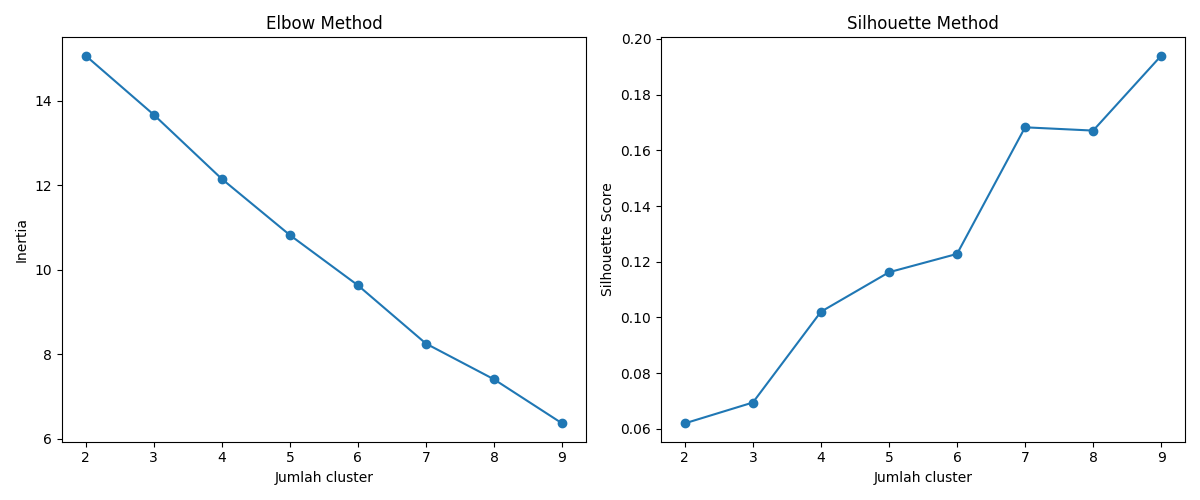 Elbow Method
Inertia
14
12
10
8
6
2 3 4 5 6 7 8 9
Jumlah cluster
Silhouette Method
Silhouette Score
0.20
0.18
0.16
0.14
0.12
0.10
0.08
0.06
2 3 4 5 6 7 8 9
Jumlah cluster